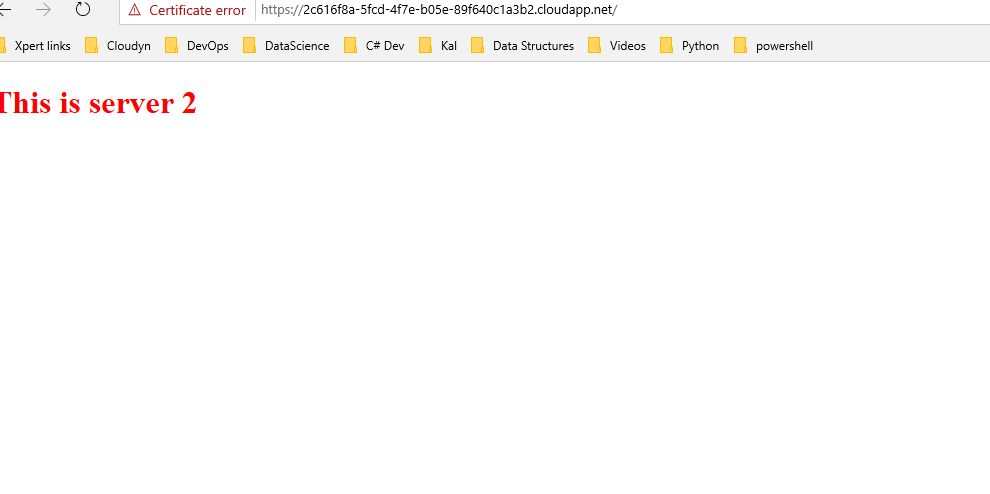 Certificate error https://2c616f8a-5fcd-4f7e-b05e-89f640c1a3b2.cloudapp.net/
Xpert links Cloudyn DevOps DataScience C# Dev Kal Data Structures Videos Python powershell
This is server 2